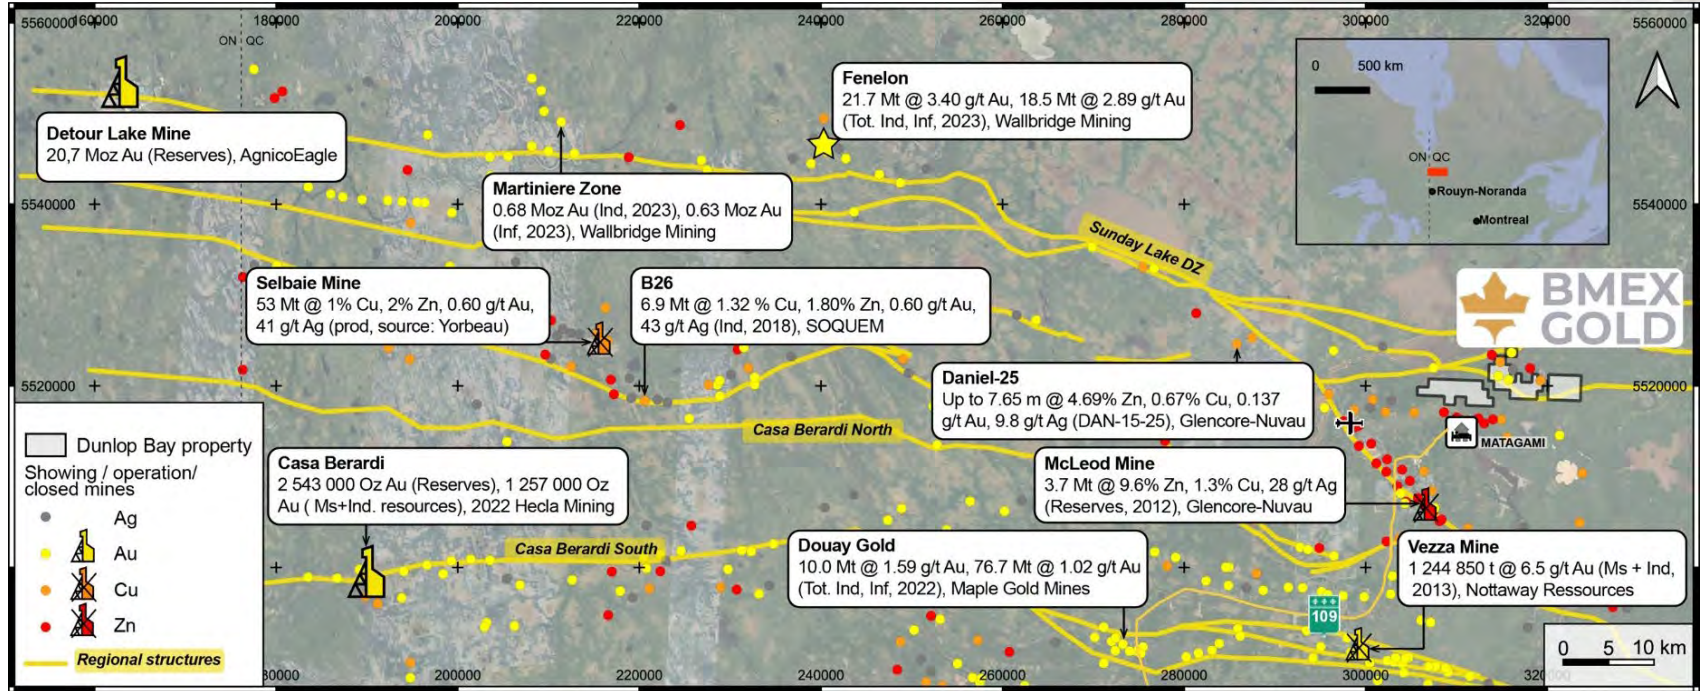 5560000
160000
180000
200000
220000
240000
260000
280000
300000
320000
5560000
ON
QC
Detour Lake Mine
20,7 Moz Au (Reserves), AgnicoEagle
Fenelon
21.7 Mt @ 3.40 g/t Au, 18.5 Mt @ 2.89 g/t Au
(Tot. Ind, Inf, 2023), Wallbridge Mining
0
500 km
ON
QC
Rouyn-Noranda
Montreal
Martiniere Zone
0.68 Moz Au (Ind, 2023), 0.63 Moz Au
(Inf, 2023), Wallbridge Mining
5540000
5540000
Sunday Lake DZ
Selbaie Mine
53 Mt @ 1% Cu, 2% Zn, 0.60 g/t Au,
41 g/t Ag (prod, source: Yorbeau)
B26
6.9 Mt @ 1.32 % Cu, 1.80% Zn, 0.60 g/t Au,
43 g/t Ag (Ind, 2018), SOQUEM
BMEX
GOLD
5520000
5520000
Daniel-25
Up to 7.65 m @ 4.69% Zn, 0.67% Cu, 0.137
g/t Au, 9.8 g/t Ag (DAN-15-25), Glencore-Nuvau
Casa Berardi North
MATAGAMI
Casa Berardi
2 543 000 Oz Au (Reserves), 1 257 000 Oz
Au ( Ms+Ind. resources), 2022 Hecla Mining
McLeod Mine
3.7 Mt @ 9.6% Zn, 1.3% Cu, 28 g/t Ag
(Reserves, 2012), Glencore-Nuvau
Casa Berardi South
Douay Gold
10.0 Mt @ 1.59 g/t Au, 76.7 Mt @ 1.02 g/t Au
(Tot. Ind, Inf, 2022), Maple Gold Mines
Vezza Mine
1 244 850 t @ 6.5 g/t Au (Ms + Ind,
2013), Nottaway Ressources
109
Dunlop Bay property
Showing / operation/
closed mines
Ag
Au
Cu
Zn
Regional structures
0
5
10 km
200000
220000
240000
260000
280000
300000